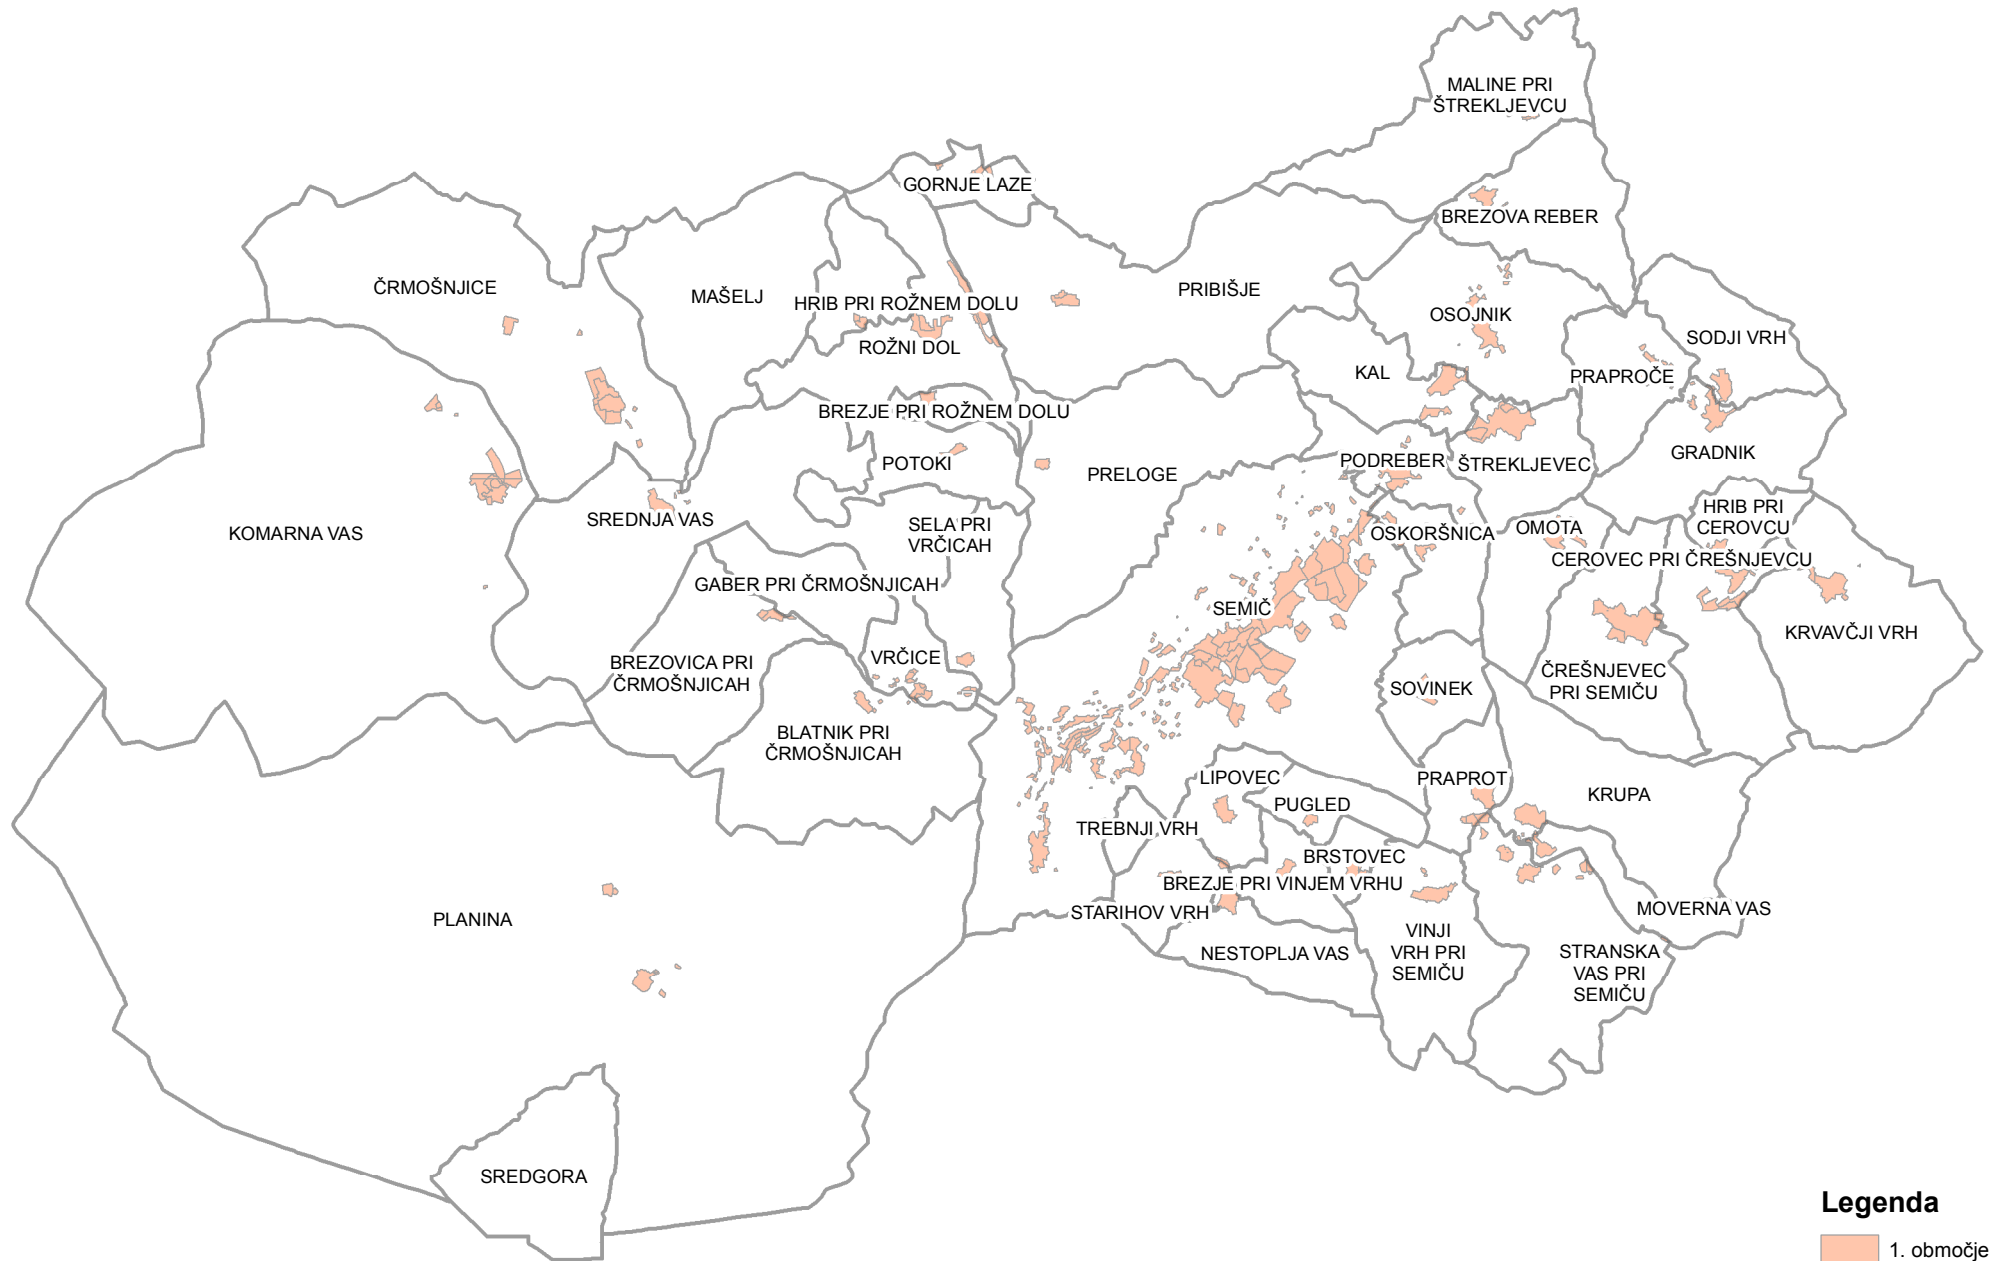 MALINE PRI
ŠTREKLJEVCU
GORNJE LAZE
BREZOVA REBER
ČRMOŠNJICE
MAŠELJ
HRIB PRI ROŽNEM DOLU
PRIBIŠJE
OSOJNIK
SODJI VRH
ROŽNI DOL
KAL
PRAPROČE
BREZJE PRI ROŽNEM DOLU
POTOKI
PRELOGE
PODREBER
ŠTREKLJEVEC
GRADNIK
KOMARNA VAS
SREDNJA VAS
SELA PRI
VRČICAH
OSKORŠNICA
OMOTA
HRIB PRI
CEROVCU
CEROVEC PRI ČREŠNJEVCU
GABER PRI ČRMOŠNJICAH
SEMIČ
KRVAVČJI VRH
BREZOVICA PRI
ČRMOŠNJICAH
VRČICE
SOVINEK
ČREŠNJEVEC
PRI SEMIČU
BLATNIK PRI
ČRMOŠNJICAH
LIPOVEC
PRAPROT
KRUPA
PUGLED
TREBNJI VRH
BRSTOVEC
BREZJE PRI VINJEM VRHU
STARIHOV VRH
MOVERNA VAS
PLANINA
NESTOPLJA VAS
VINJI
VRH PRI
SEMIČU
STRANSKA
VAS PRI
SEMIČU
SREDGORA
Legenda
1. območje